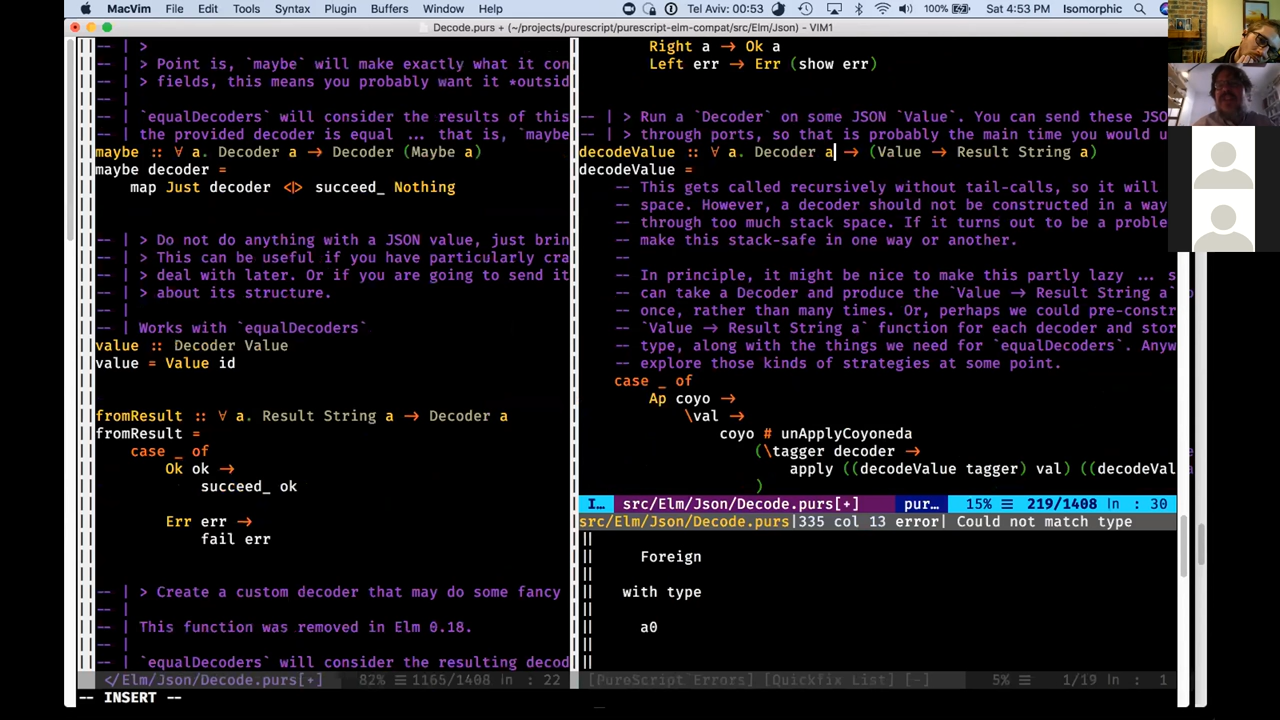 MacVim File Edit Tools Syntax Plugin Buffers Window Help Tel Aviv: 00:53 100% Sat 4:53 PM Isomorphic
Decode.purs + (~/projects/purescript/purescript-elm-compat/src/Elm/Json) - VIM1
-- | >
-- | > Point is, `maybe` will make exactly what it con
-- | > fields, this means you probably want it *outsid
-- |
-- | `equalDecoders` will consider the results of this
-- | the provided decoder is equal ... that is, `maybe
maybe :: ∀ a. Decoder a → Decoder (Maybe a)
maybe decoder =
map Just decoder <|> succeed_ Nothing
-- | > Do not do anything with a JSON value, just brin
-- | > This can be useful if you have particularly cra
-- | > deal with later. Or if you are going to send it
-- | > about its structure.
-- |
-- | Works with `equalDecoders`
value :: Decoder Value
value = Value id
fromResult :: ∀ a. Result String a → Decoder a
fromResult =
case _ of
Ok ok →
succeed_ ok
Err err →
fail err
-- | > Create a custom decoder that may do some fancy
-- |
-- | This function was removed in Elm 0.18.
-- |
-- | `equalDecoders` will consider the resulting decod
</Elm/Json/Decode.purs[+] 82% ☰ 1165/1408 ln : 22
-- INSERT --
Right a → Ok a
Left err → Err (show err)
-- | > Run a `Decoder` on some JSON `Value`. You can send these JSO
-- | > through ports, so that is probably the main time you would u
decodeValue :: ∀ a. Decoder a → (Value → Result String a)
decodeValue =
-- This gets called recursively without tail-calls, so it will
-- space. However, a decoder should not be constructed in a way
-- through too much stack space. If it turns out to be a proble
-- make this stack-safe in one way or another.
--
-- In principle, it might be nice to make this partly lazy ... s
-- can take a Decoder and produce the `Value → Result String a`
-- once, rather than many times. Or, perhaps we could pre-constr
-- `Value → Result String a` function for each decoder and stor
-- type, along with the things we need for `equalDecoders`. Anyw
-- explore those kinds of strategies at some point.
case _ of
Ap coyo →
\val →
coyo # unApplyCoyoneda
(\tagger decoder →
apply ((decodeValue tagger) val) ((decodeVal
)
I… src/Elm/Json/Decode.purs[+] pur… 15% ☰ 219/1408 ln : 30
src/Elm/Json/Decode.purs|335 col 13 error| Could not match type
||
|| Foreign
||
|| with type
||
|| a0
||
[PureScript Errors] [Quickfix List] [-] 5% ☰ 1/19 ln : 1